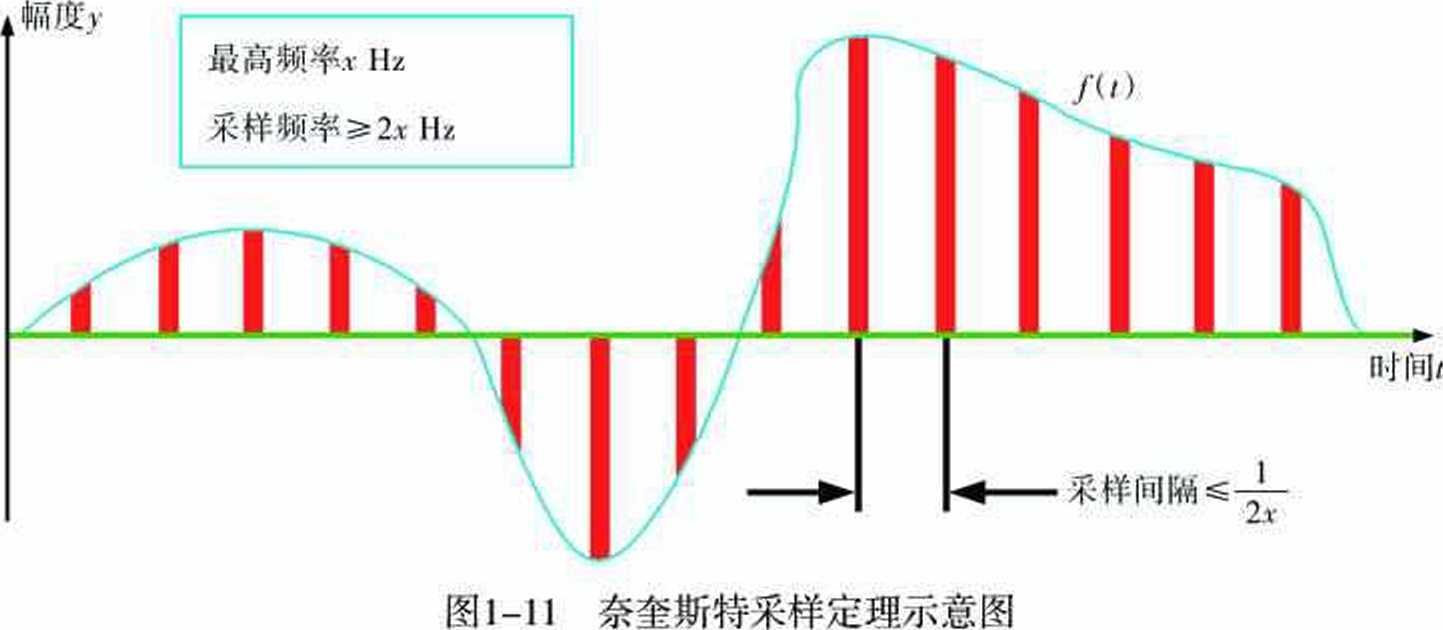 幅度y
最高频率x Hz
采样频率≥2x Hz
f(t)
时间t
采样间隔≤1/2x
图1-11 奈奎斯特采样定理示意图